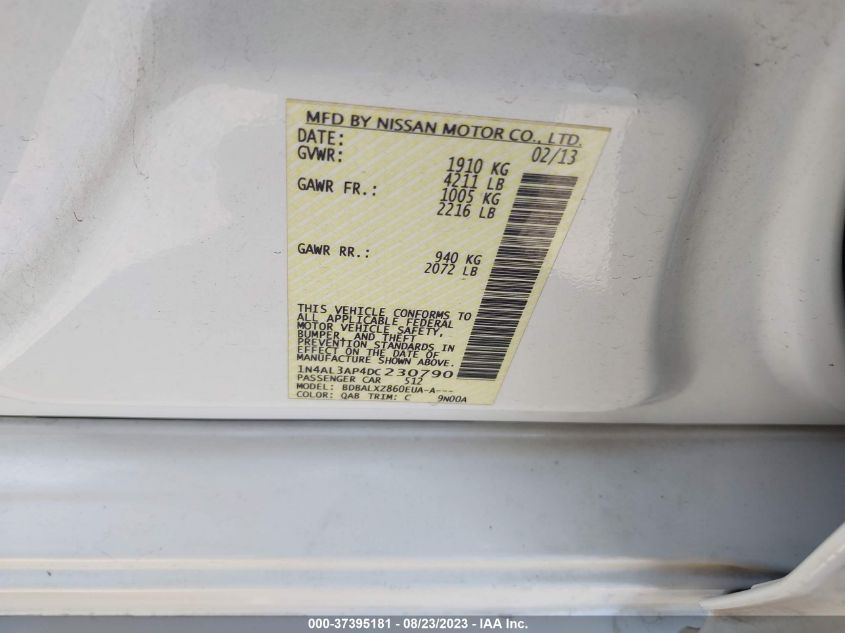 MFD BY NISSAN MOTOR CO., LTD.
DATE: 02/13
GVWR: 1910 KG
4211 LB
GAWR FR.: 1005 KG
2216 LB
GAWR RR.: 940 KG
2072 LB
THIS VEHICLE CONFORMS TO
ALL APPLICABLE FEDERAL
MOTOR VEHICLE SAFETY,
BUMPER, AND THEFT
PREVENTION STANDARDS IN
EFFECT ON THE DATE OF
MANUFACTURE SHOWN ABOVE.
1N4AL3AP4DC230790
PASSENGER CAR 512
MODEL: BDBALXZ860EUA-A---
COLOR: QAB TRIM: C 9N00A
000-37395181 - 08/23/2023 - IAA Inc.